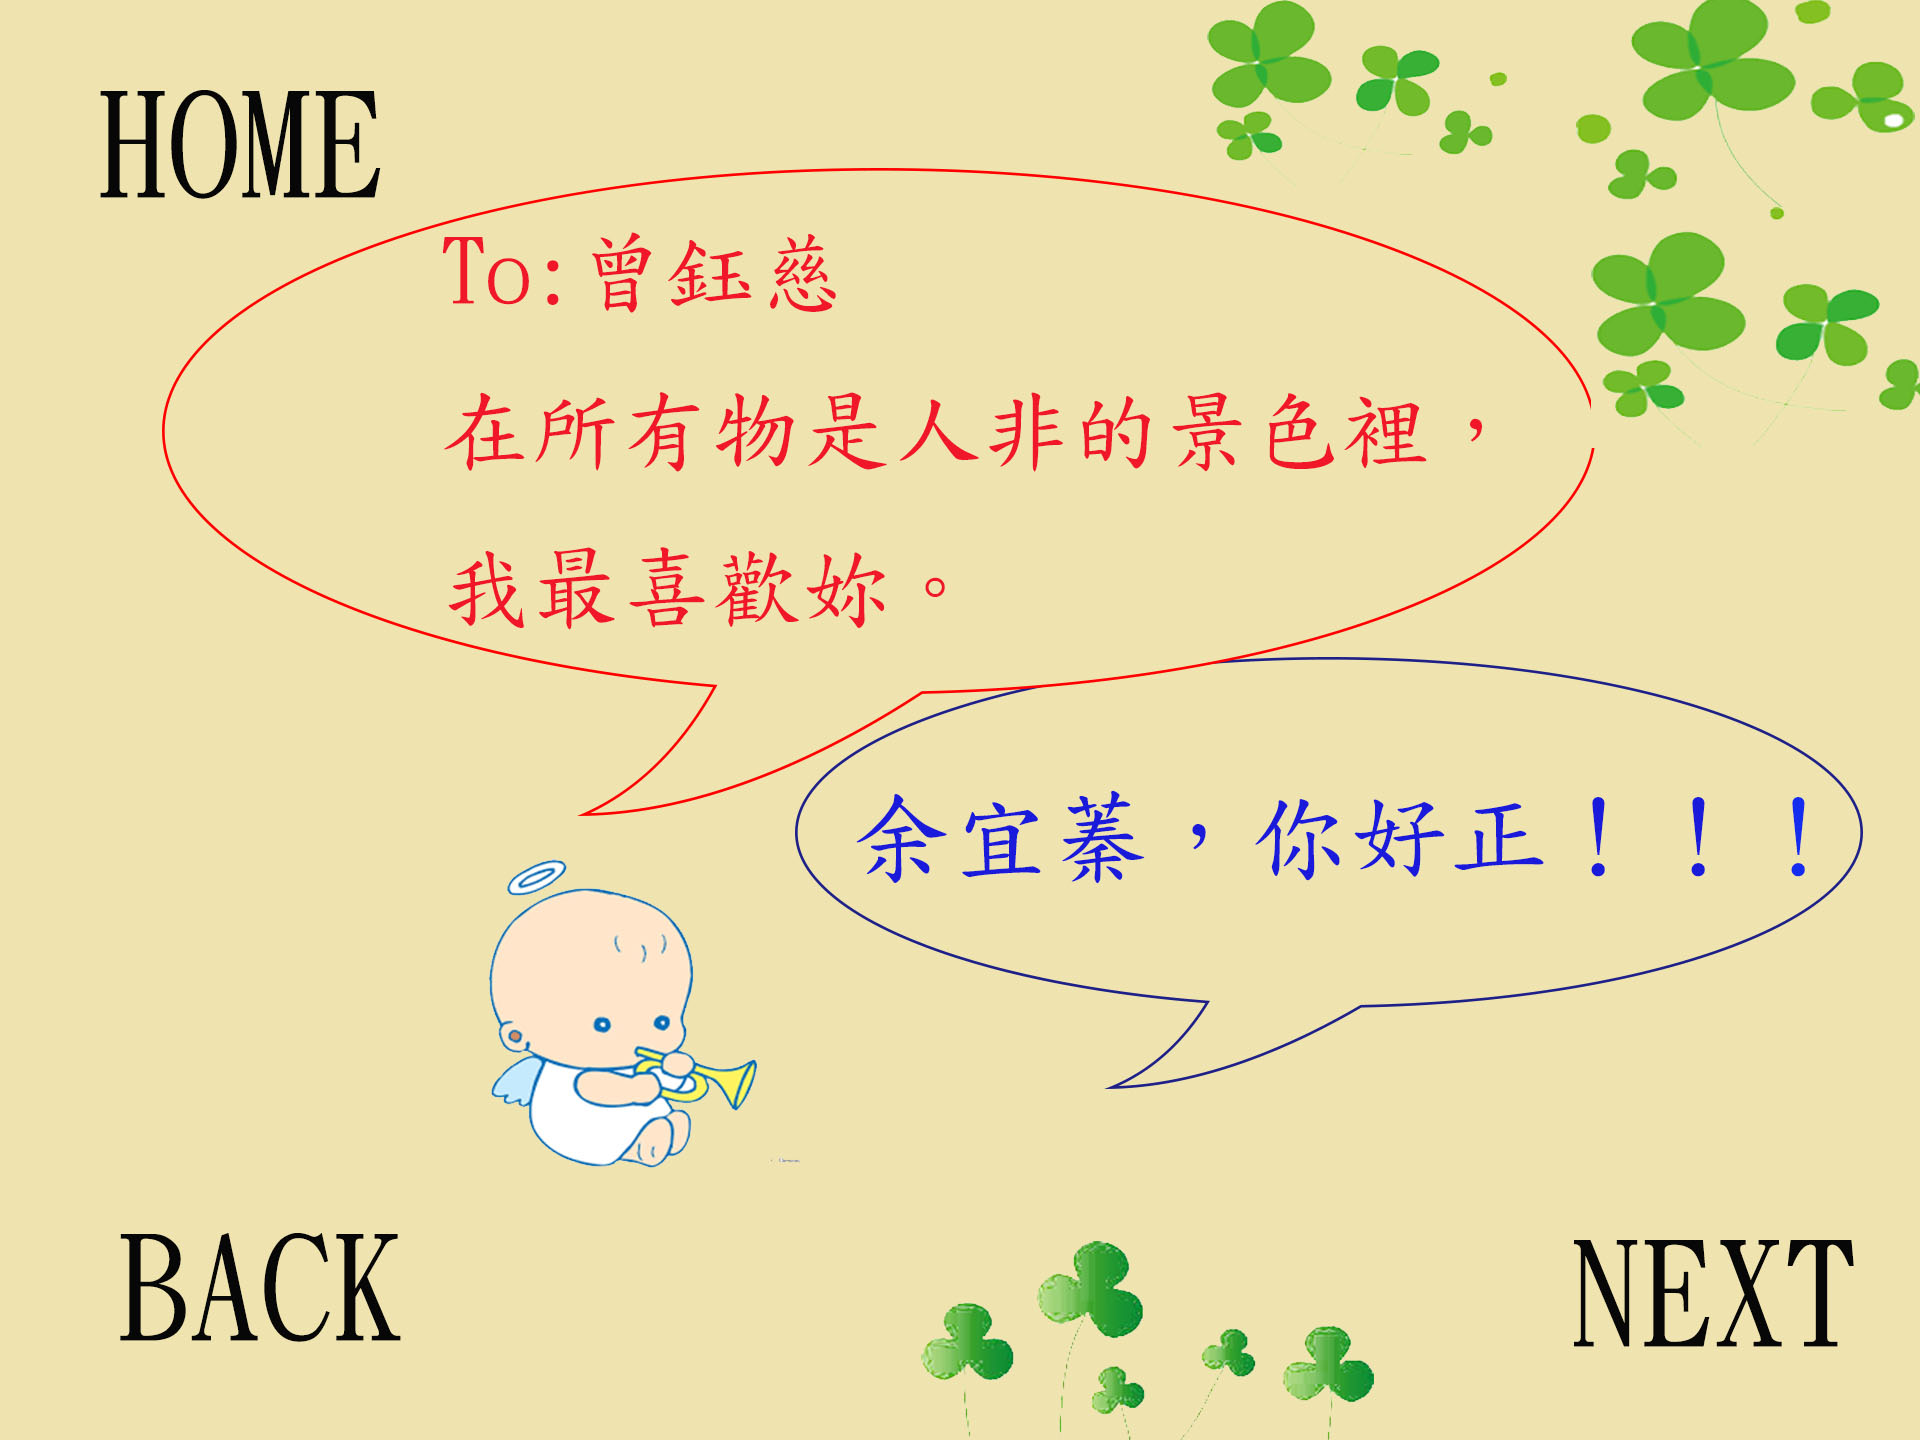 HOME
To:曾鈺慈
在所有物是人非的景色裡，
我最喜歡妳。
余宜蓁，你好正！！！
BACK
NEXT